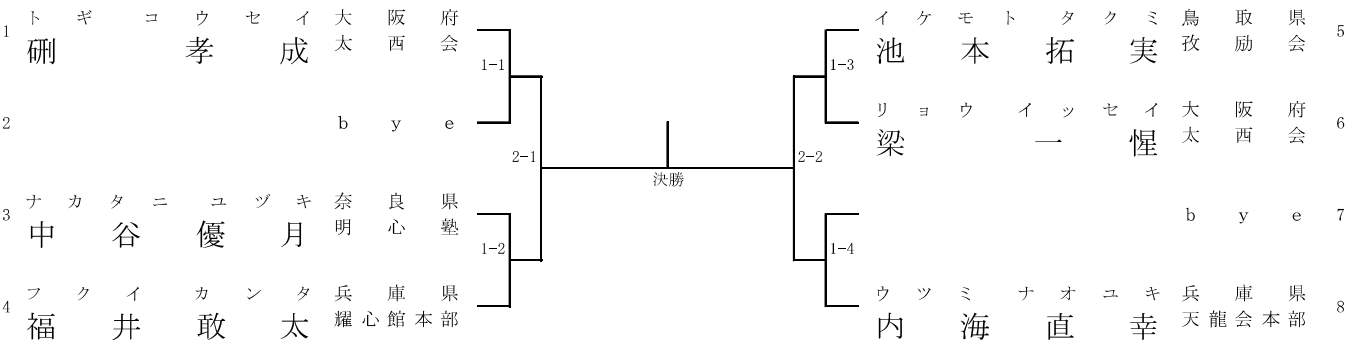 1 トギ コウセイ 大阪府
硎 孝成 太西会
1-1
2 bye
2-1
3 ナカタニ ユヅキ 奈良県
中谷優月 明心塾
1-2
4 フクイ カンタ 兵庫県
福井敢太 耀心館本部
決勝
イケモト タクミ 鳥取県 5
池本拓実 孜励会
1-3
リョウ イッセイ 大阪府 6
梁 一惺 太西会
2-2
bye 7
1-4
ウツミ ナオユキ 兵庫県 8
内海直幸 天龍会本部